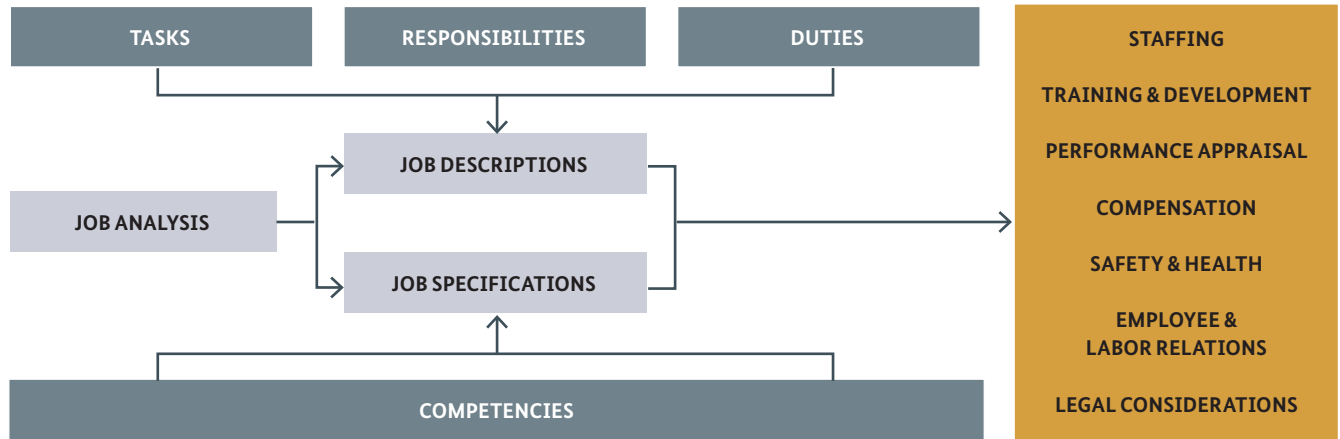 TASKS
RESPONSIBILITIES
DUTIES
JOB DESCRIPTIONS
JOB ANALYSIS
JOB SPECIFICATIONS
COMPETENCIES
STAFFING
TRAINING & DEVELOPMENT
PERFORMANCE APPRAISAL
COMPENSATION
SAFETY & HEALTH
EMPLOYEE &
LABOR RELATIONS
LEGAL CONSIDERATIONS